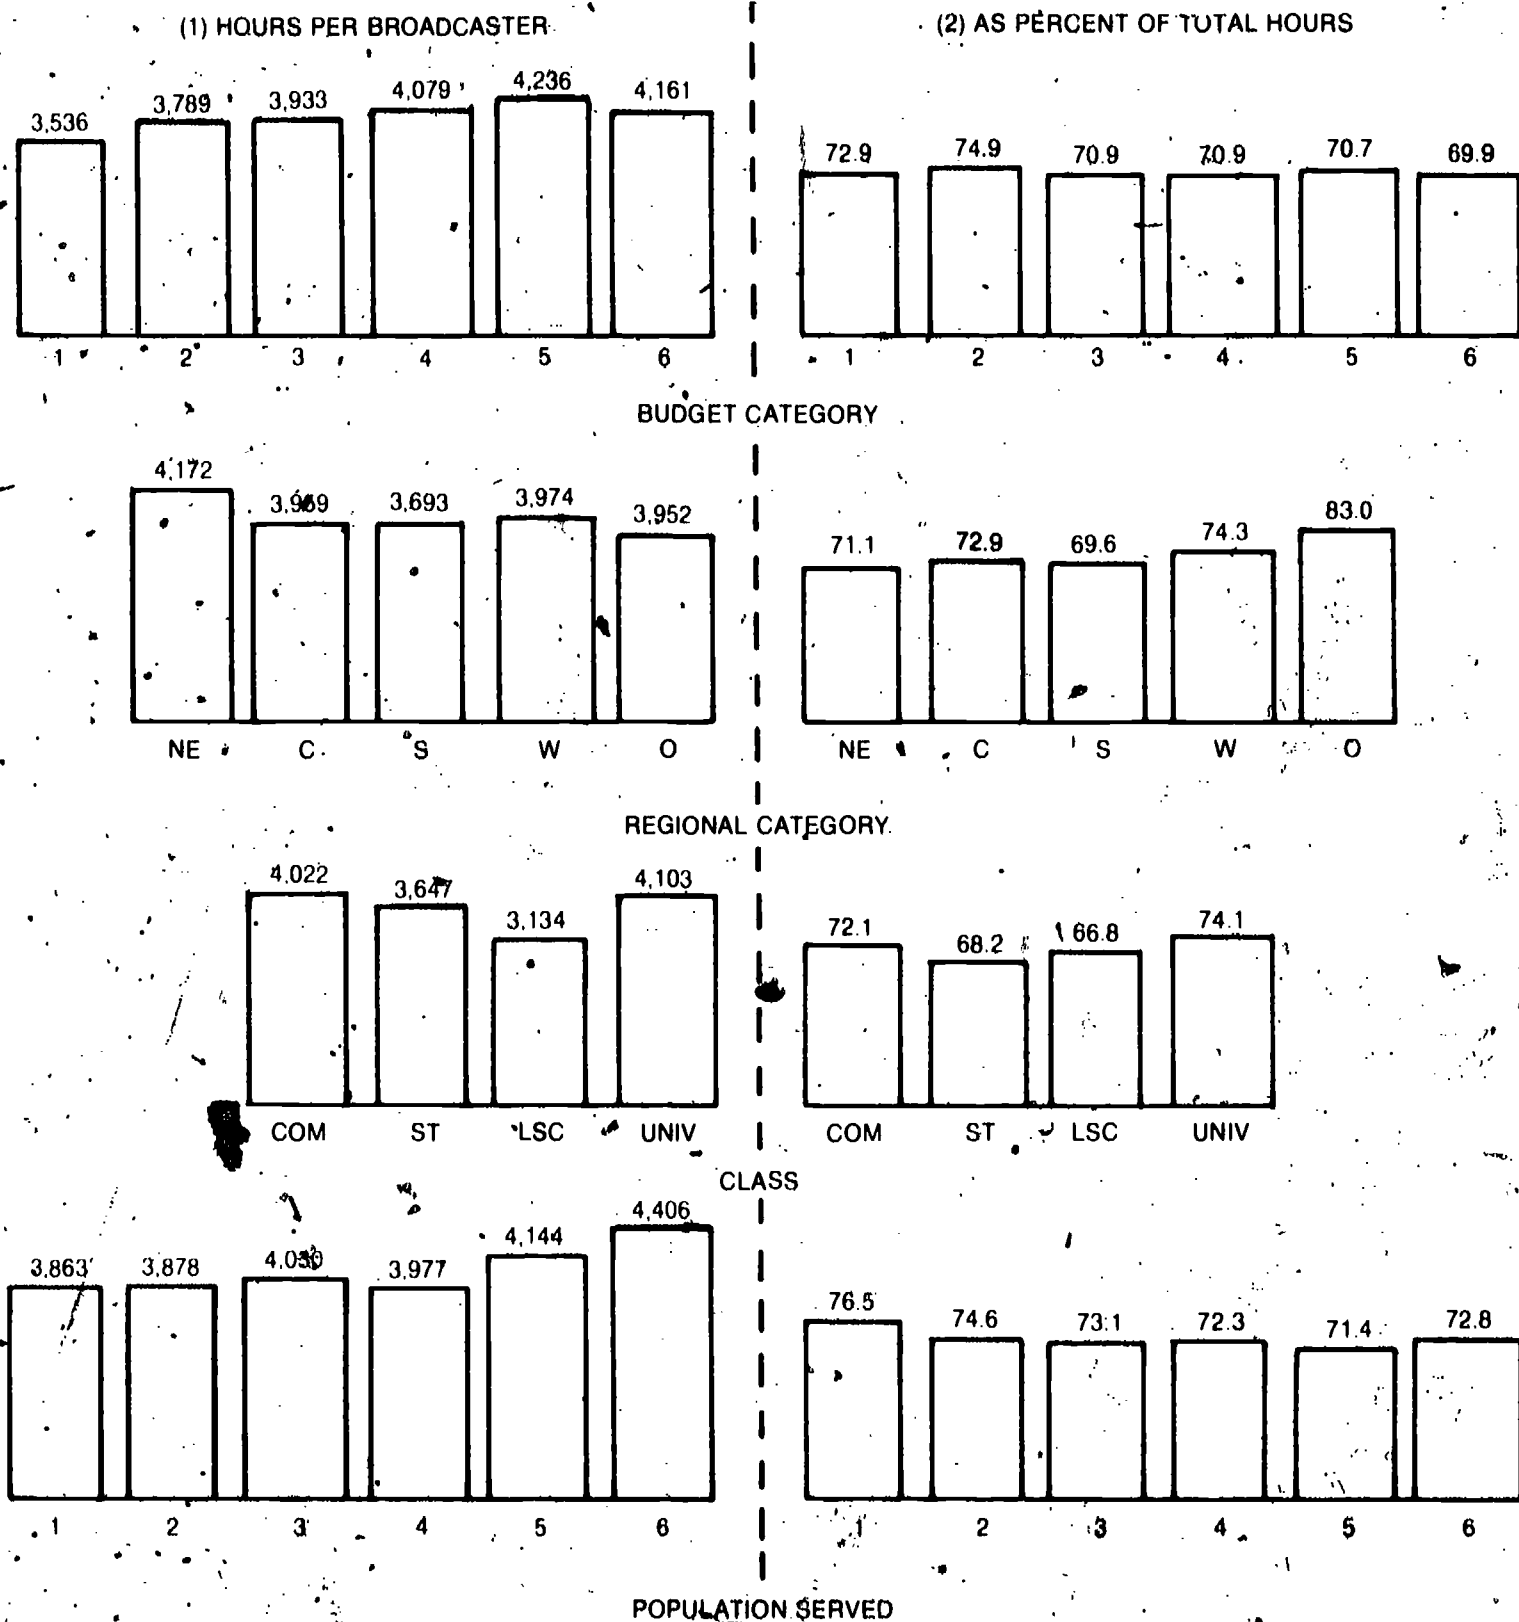 (1) HOURS PER BROADCASTER
(2) AS PERCENT OF TOTAL HOURS
3,536 3,789 3,933 4,079 4,236 4,161
72.9 74.9 70.9 70.9 70.7 69.9
1 2 3 4 5 6
1 2 3 4 5 6
BUDGET CATEGORY
4,172 3,693 3,974 3,952
71.1 72.9 69.6 74.3 83.0
NE C S W O
NE C S W O
REGIONAL CATEGORY
4,022 3,647 3,134 4,103
72.1 68.2 66.8 74.1
COM ST LSC UNIV
COM ST LSC UNIV
CLASS
3,863 3,878 3,977 4,144 4,406
76.5 74.6 73.1 72.3 71.4 72.8
1 2 3 4 5 6
1 2 3 4 5 6
POPULATION SERVED